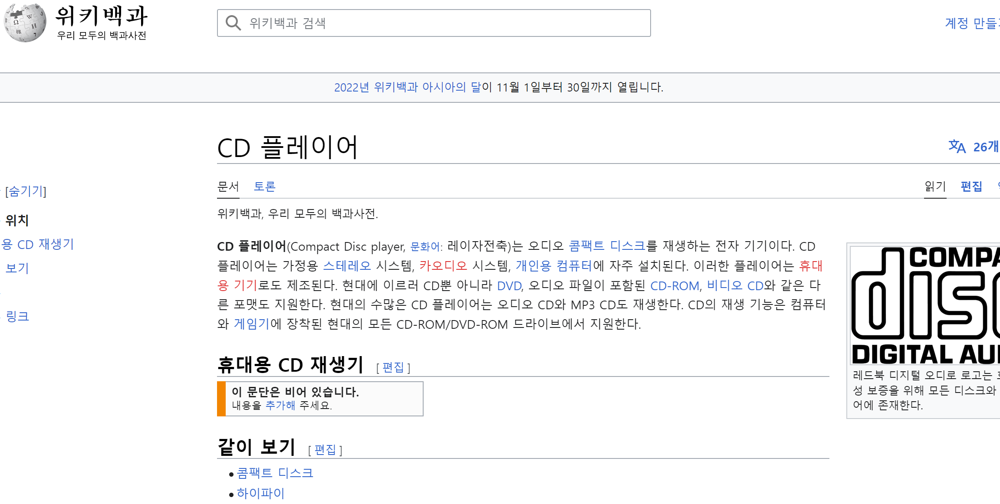 위키백과
우리 모두의 백과사전
위키백과 검색
계정 만들
2022년 위키백과 아시아의 달이 11월 1일부터 30일까지 열립니다.
CD 플레이어
26개
[숨기기]
위치
용 CD 재생기
보기
링크
문서 토론
읽기 편집
위키백과, 우리 모두의 백과사전.
CD 플레이어(Compact Disc player, 문화어: 레이자전축)는 오디오 콤팩트 디스크를 재생하는 전자 기기이다. CD
플레이어는 가정용 스테레오 시스템, 카오디오 시스템, 개인용 컴퓨터에 자주 설치된다. 이러한 플레이어는 휴대
용 기기로도 제조된다. 현대에 이르러 CD뿐 아니라 DVD, 오디오 파일이 포함된 CD-ROM, 비디오 CD와 같은 다
른 포맷도 지원한다. 현대의 수많은 CD 플레이어는 오디오 CD와 MP3 CD도 재생한다. CD의 재생 기능은 컴퓨터
와 게임기에 장착된 현대의 모든 CD-ROM/DVD-ROM 드라이브에서 지원한다.
COMPA
disc
DIGITAL AU
레드북 디지털 오디로 로고는
성 보증을 위해 모든 디스크와
어에 존재한다.
휴대용 CD 재생기 [ 편집 ]
이 문단은 비어 있습니다.
내용을 추가해 주세요.
같이 보기 [ 편집 ]
콤팩트 디스크
하이파이